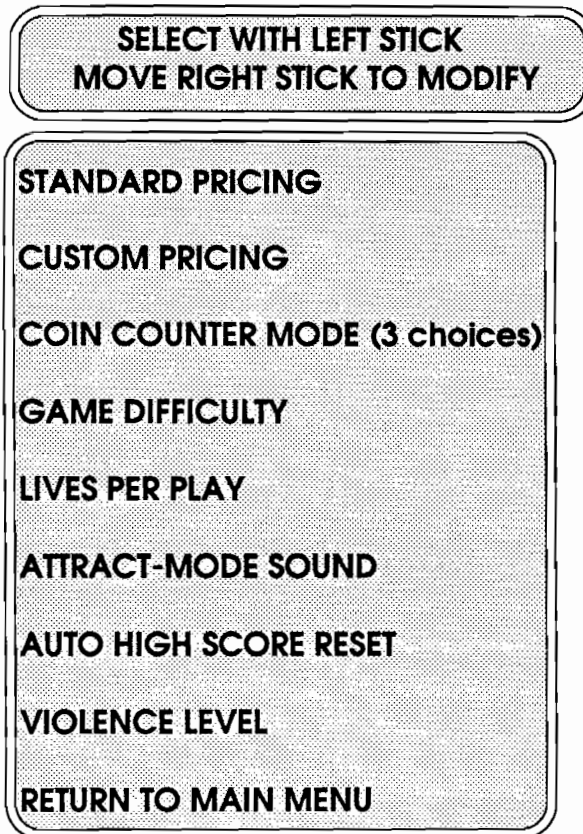 SELECT WITH LEFT STICK
MOVE RIGHT STICK TO MODIFY
STANDARD PRICING
CUSTOM PRICING
COIN COUNTER MODE (3 choices)
GAME DIFFICULTY
LIVES PER PLAY
ATTRACT-MODE SOUND
AUTO HIGH SCORE RESET
VIOLENCE LEVEL
RETURN TO MAIN MENU